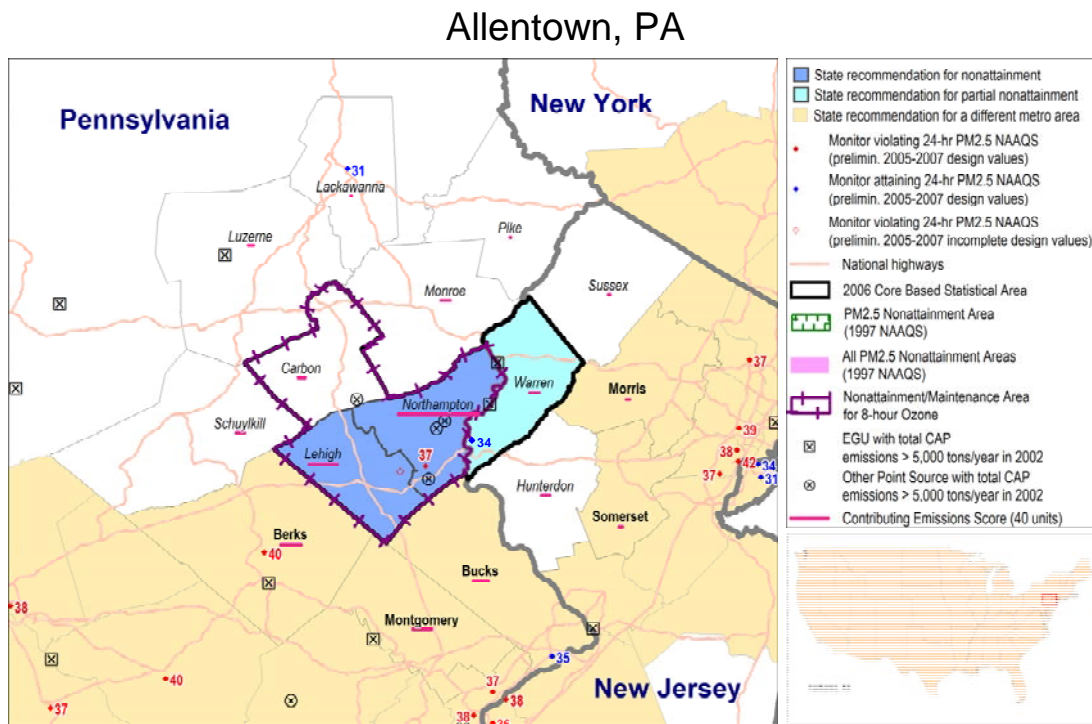 Allentown, PA
Pennsylvania
New York
31
Lackawanna
Luzerne
Pike
Sussex
Monroe
37
Carbon
Warren
Morris
Northampton
Schuylkill
39
34
Lehigh
37
38
42
34
37
31
Hunterdon
Somerset
Berks
40
Bucks
38
Montgomery
35
40
37
New Jersey
37
38
38
State recommendation for nonattainment
State recommendation for partial nonattainment
State recommendation for a different metro area
Monitor violating 24-hr PM2.5 NAAQS
(prelimin. 2005-2007 design values)
Monitor attaining 24-hr PM2.5 NAAQS
(prelimin. 2005-2007 design values)
Monitor violating 24-hr PM2.5 NAAQS
(prelimin. 2005-2007 incomplete design values)
National highways
2006 Core Based Statistical Area
PM2.5 Nonattainment Area
(1997 NAAQS)
All PM2.5 Nonattainment Areas
(1997 NAAQS)
Nonattainment/Maintenance Area
for 8-hour Ozone
EGU with total CAP
emissions > 5,000 tons/year in 2002
Other Point Source with total CAP
emissions > 5,000 tons/year in 2002
Contributing Emissions Score (40 units)